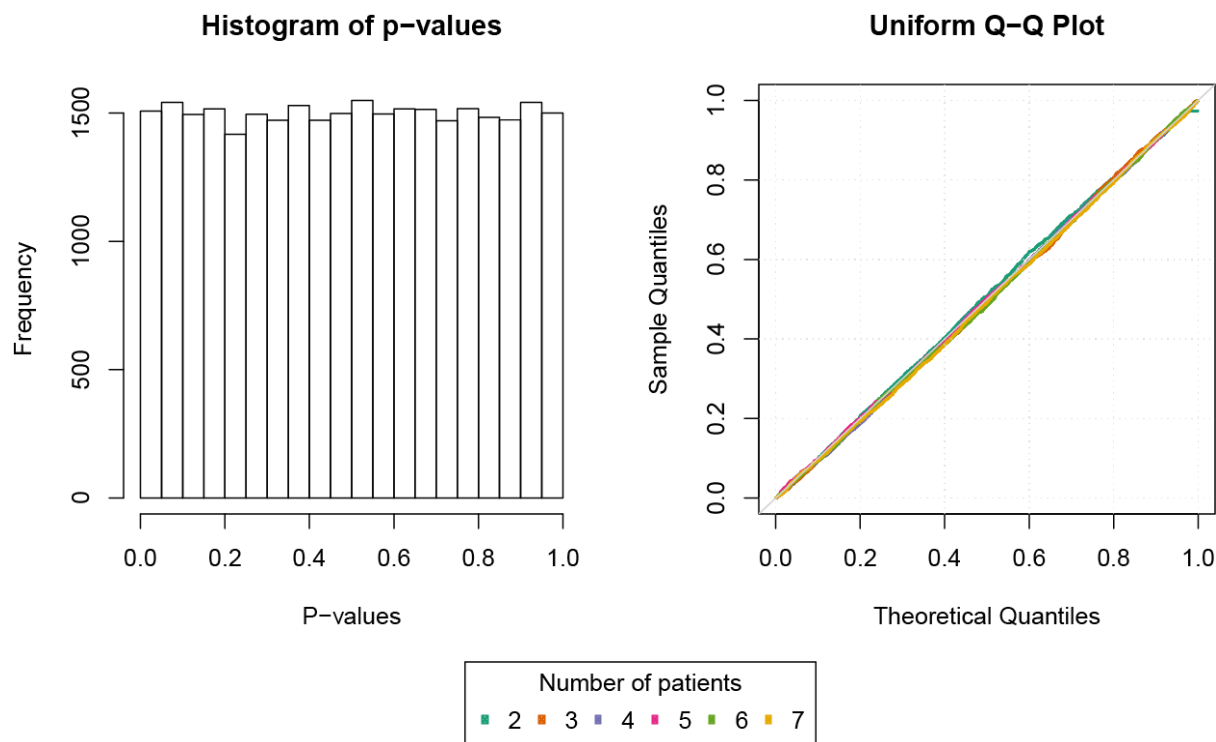 Histogram of p−values
Frequency
0 500 1000 1500
0.0 0.2 0.4 0.6 0.8 1.0
P−values
Uniform Q−Q Plot
Sample Quantiles
0.0 0.2 0.4 0.6 0.8 1.0
0.0 0.2 0.4 0.6 0.8 1.0
Theoretical Quantiles
Number of patients
2 3 4 5 6 7